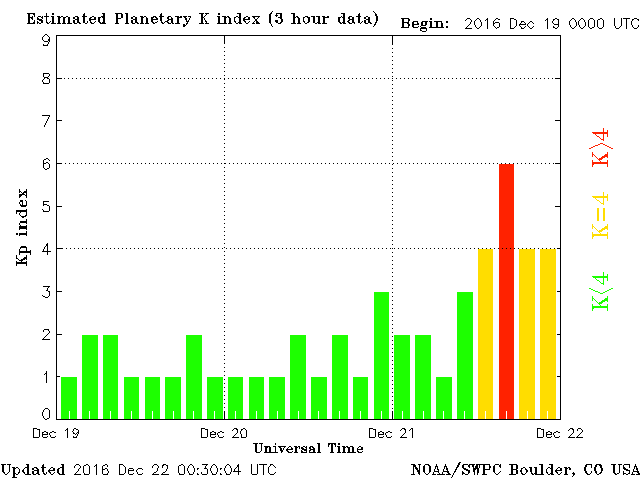 Estimated Planetary K index (3 hour data)
Begin: 2016 Dec 19 0000 UTC
9
8
7
6
5
4
3
2
1
0
Kp index
K>4
K=4
K<4
Dec 19
Dec 20
Dec 21
Dec 22
Universal Time
Updated 2016 Dec 22 00:30:04 UTC
NOAA/SWPC Boulder, CO USA